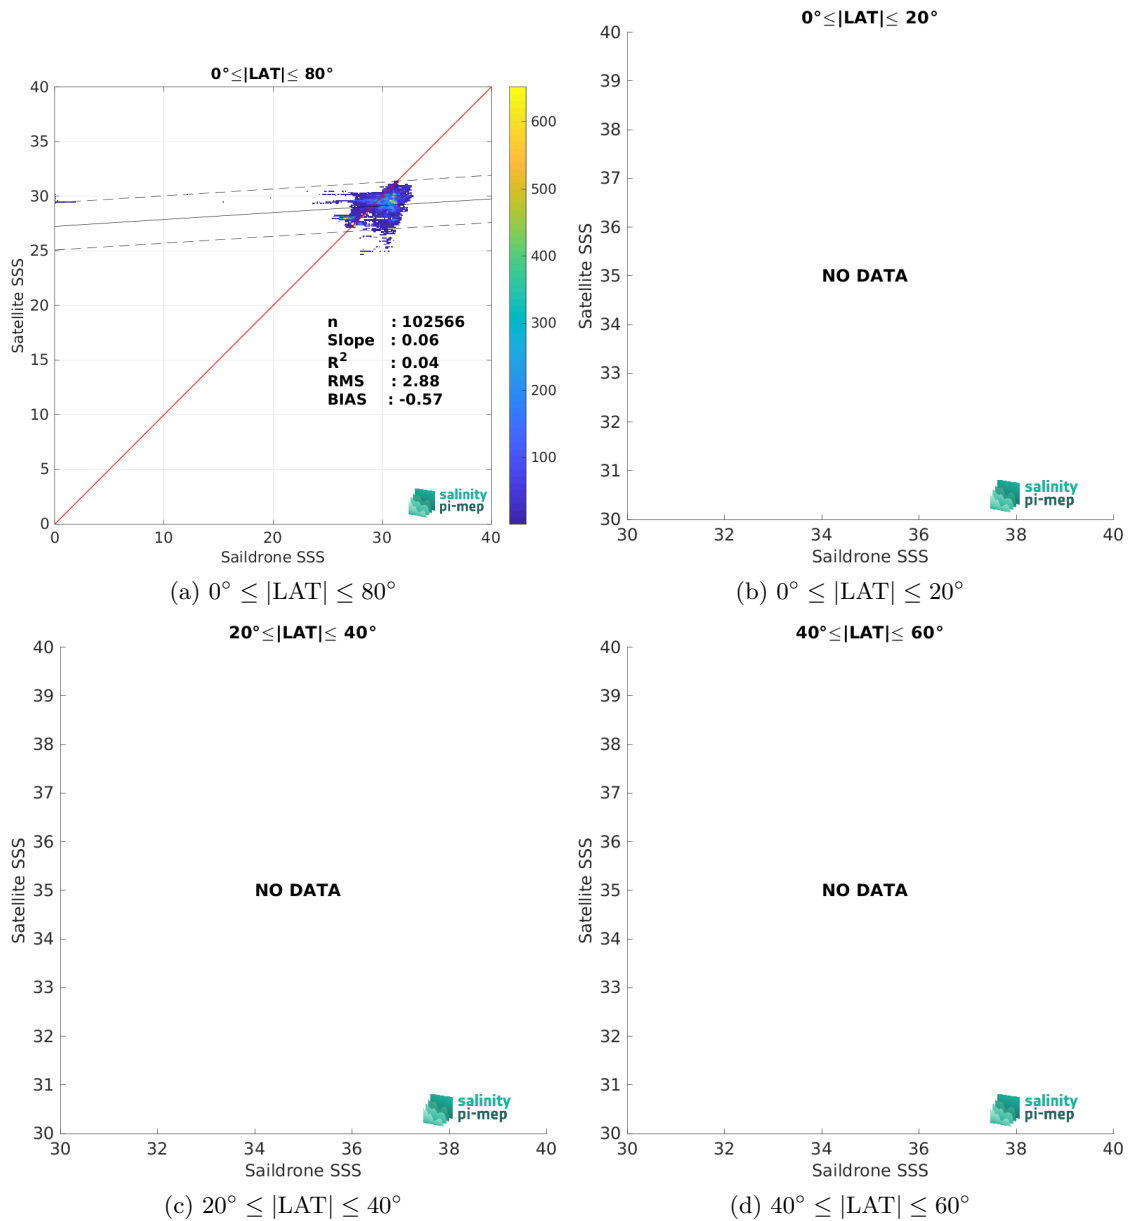 0°≤|LAT|≤ 80°
40
35
30
25
20
15
10
5
0
Satellite SSS
0
10
20
30
40
Saildrone SSS
600
500
400
300
200
100
n : 102566
Slope : 0.06
R² : 0.04
RMS : 2.88
BIAS : -0.57
salinity
pi-mep
(a) 0° ≤ |LAT| ≤ 80°
0°≤|LAT|≤ 20°
40
39
38
37
36
35
34
33
32
31
30
Satellite SSS
NO DATA
salinity
pi-mep
30
32
34
36
38
40
Saildrone SSS
(b) 0° ≤ |LAT| ≤ 20°
20°≤|LAT|≤ 40°
40
39
38
37
36
35
34
33
32
31
30
Satellite SSS
NO DATA
salinity
pi-mep
30
32
34
36
38
40
Saildrone SSS
(c) 20° ≤ |LAT| ≤ 40°
40°≤|LAT|≤ 60°
40
39
38
37
36
35
34
33
32
31
30
Satellite SSS
NO DATA
salinity
pi-mep
30
32
34
36
38
40
Saildrone SSS
(d) 40° ≤ |LAT| ≤ 60°